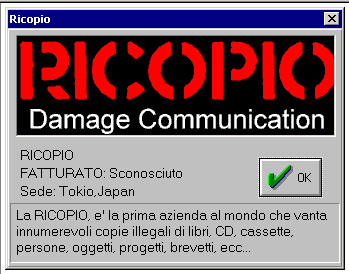 Ricopio
RICOPIO
Damage Communication
RICOPIO
FATTURATO: Sconosciuto
Sede: Tokio,Japan
OK
La RICOPIO, e' la prima azienda al mondo che vanta
innumerevoli copie illegali di libri, CD, cassette,
persone, oggetti, progetti, brevetti, ecc...